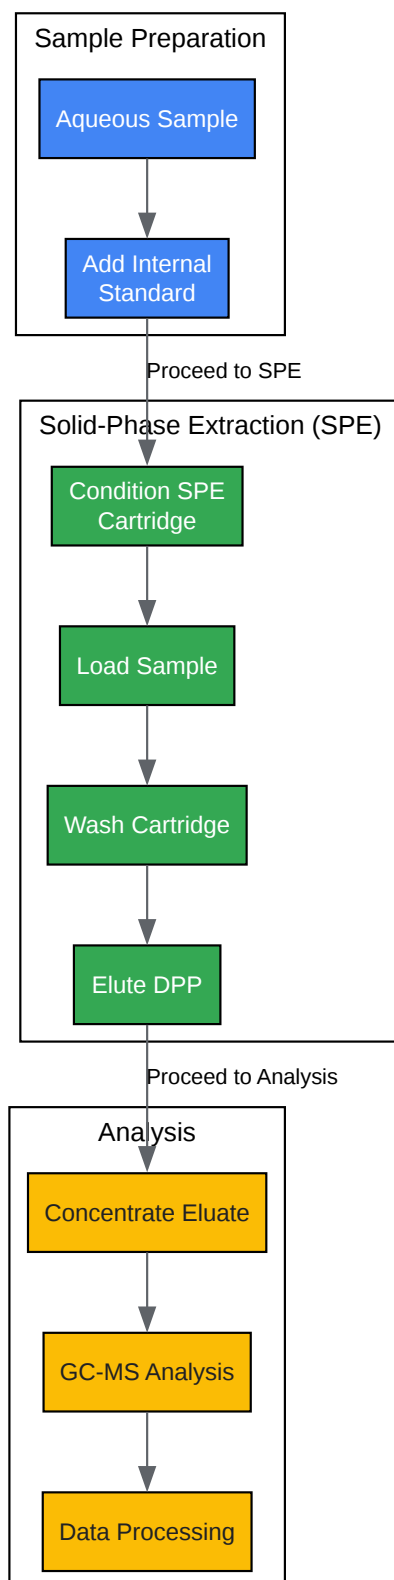 Sample Preparation
Aqueous Sample
Add Internal
Standard
Proceed to SPE
Solid-Phase Extraction (SPE)
Condition SPE
Cartridge
Load Sample
Wash Cartridge
Elute DPP
Proceed to Analysis
Analysis
Concentrate Eluate
GC-MS Analysis
Data Processing